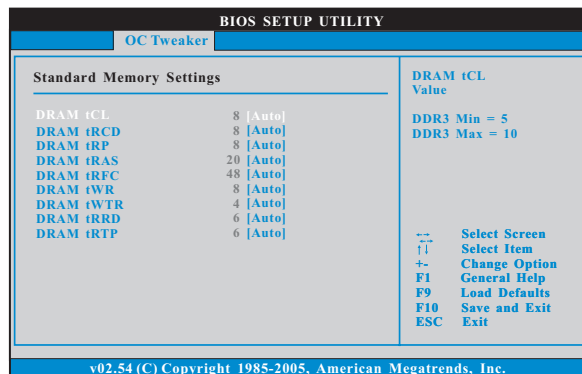 BIOS SETUP UTILITY
OC Tweaker
Standard Memory Settings
DRAM tCL 8 [Auto]
DRAM tRCD 8 [Auto]
DRAM tRP 8 [Auto]
DRAM tRAS 20 [Auto]
DRAM tRFC 48 [Auto]
DRAM tWR 8 [Auto]
DRAM tWTR 4 [Auto]
DRAM tRRD 6 [Auto]
DRAM tRTP 6 [Auto]
DRAM tCL
Value
DDR3 Min = 5
DDR3 Max = 10
←→ Select Screen
↑↓ Select Item
+- Change Option
F1 General Help
F9 Load Defaults
F10 Save and Exit
ESC Exit
v02.54 (C) Copyright 1985-2005, American Megatrends, Inc.